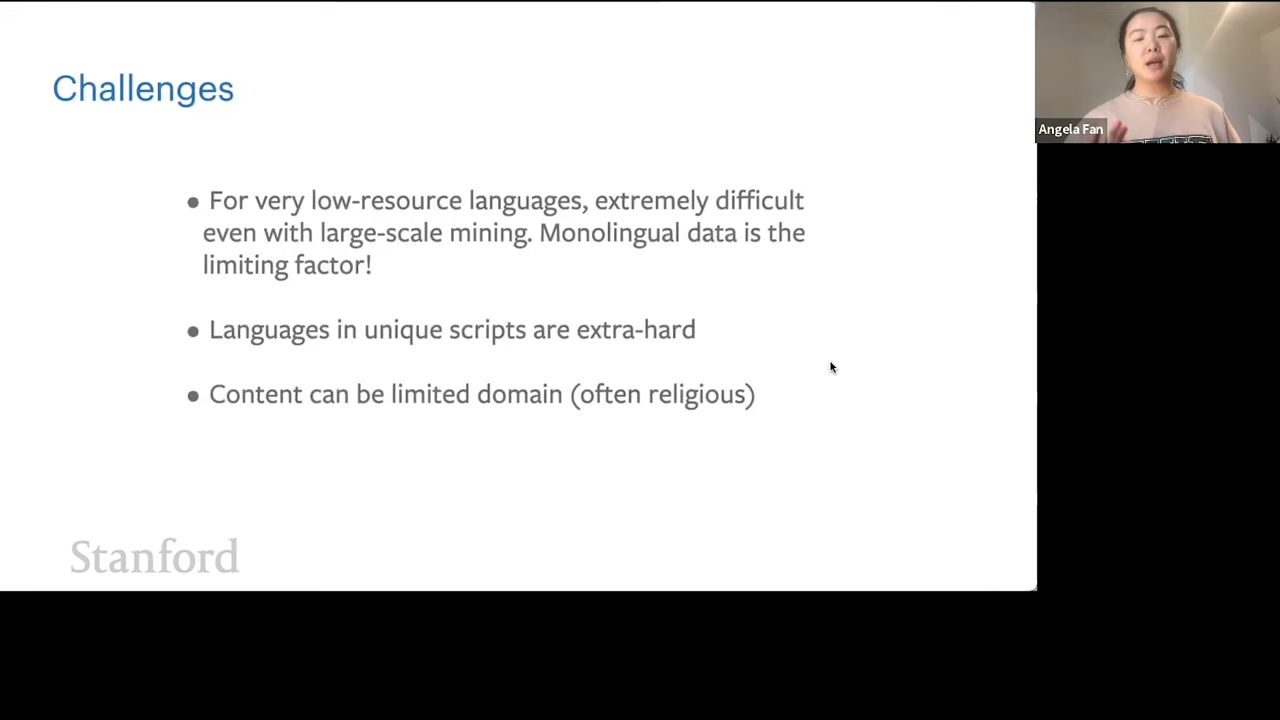 Challenges
• For very low-resource languages, extremely difficult
even with large-scale mining. Monolingual data is the
limiting factor!
• Languages in unique scripts are extra-hard
• Content can be limited domain (often religious)
Stanford
Angela Fan